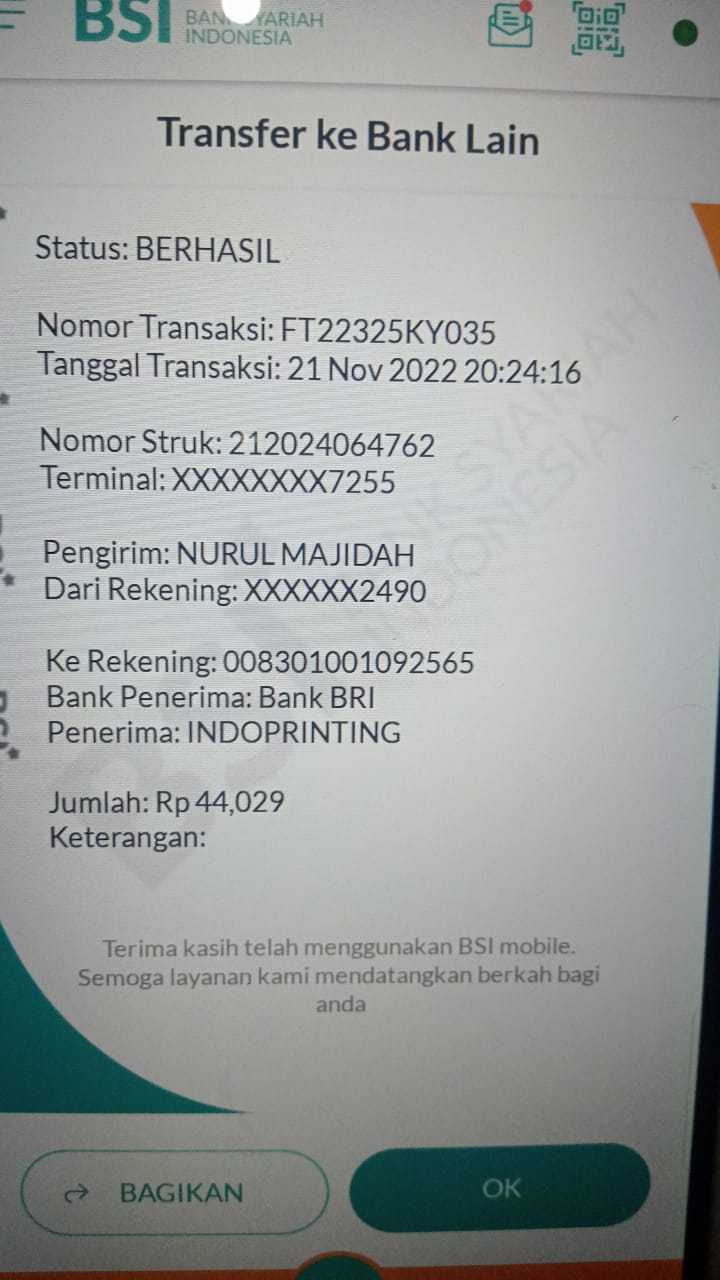 BSI
BANK SYARIAH
INDONESIA
Transfer ke Bank Lain
Status: BERHASIL
Nomor Transaksi: FT22325KY035
Tanggal Transaksi: 21 Nov 2022 20:24:16
Nomor Struk: 212024064762
Terminal: XXXXXXXX7255
Pengirim: NURUL MAJIDAH
Dari Rekening: XXXXXX2490
Ke Rekening: 008301001092565
Bank Penerima: Bank BRI
Penerima: INDOPRINTING
Jumlah: Rp 44,029
Keterangan:
Terima kasih telah menggunakan BSI mobile.
Semoga layanan kami mendatangkan berkah bagi
anda
BAGIKAN
OK